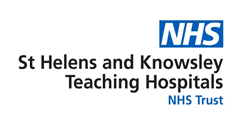 NHS
St Helens and Knowsley
Teaching Hospitals
NHS Trust